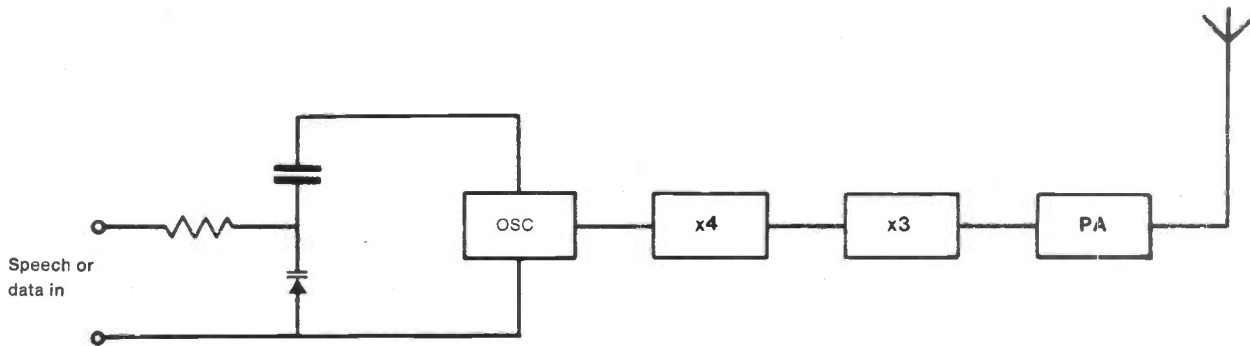 Speech or
data in
OSC
x4
x3
PA